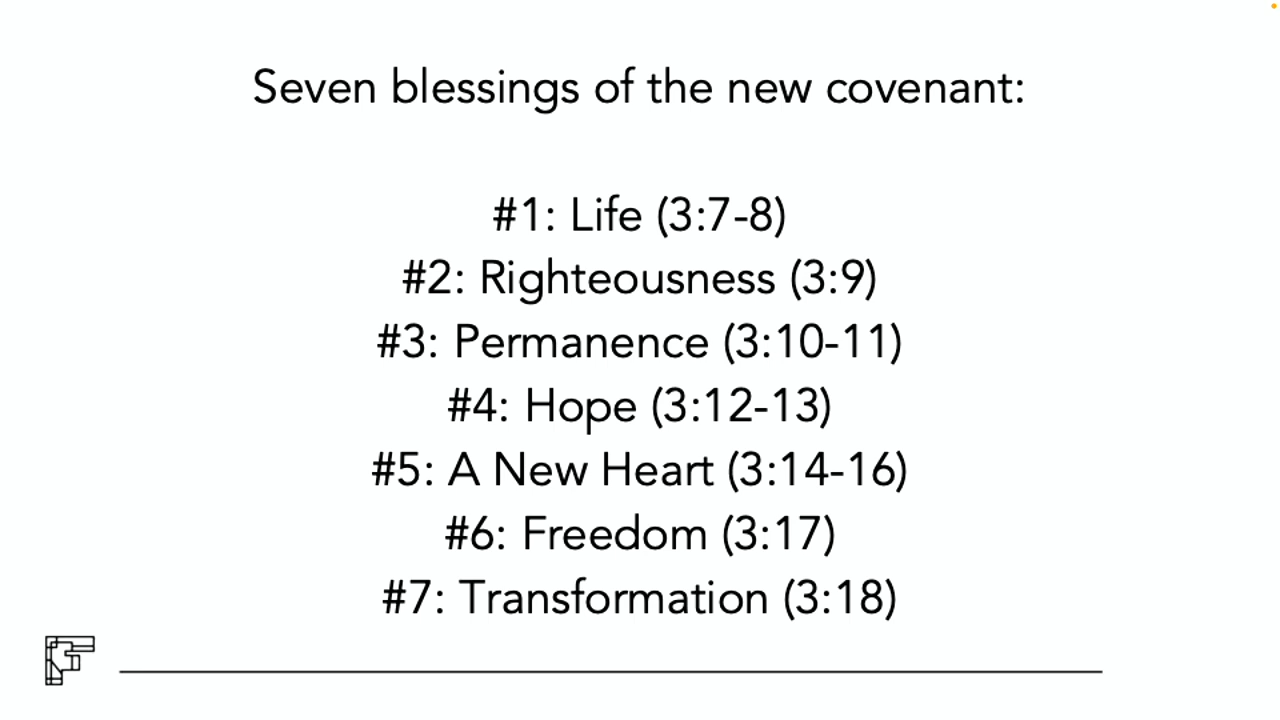 Seven blessings of the new covenant:
#1: Life (3:7-8)
#2: Righteousness (3:9)
#3: Permanence (3:10-11)
#4: Hope (3:12-13)
#5: A New Heart (3:14-16)
#6: Freedom (3:17)
#7: Transformation (3:18)